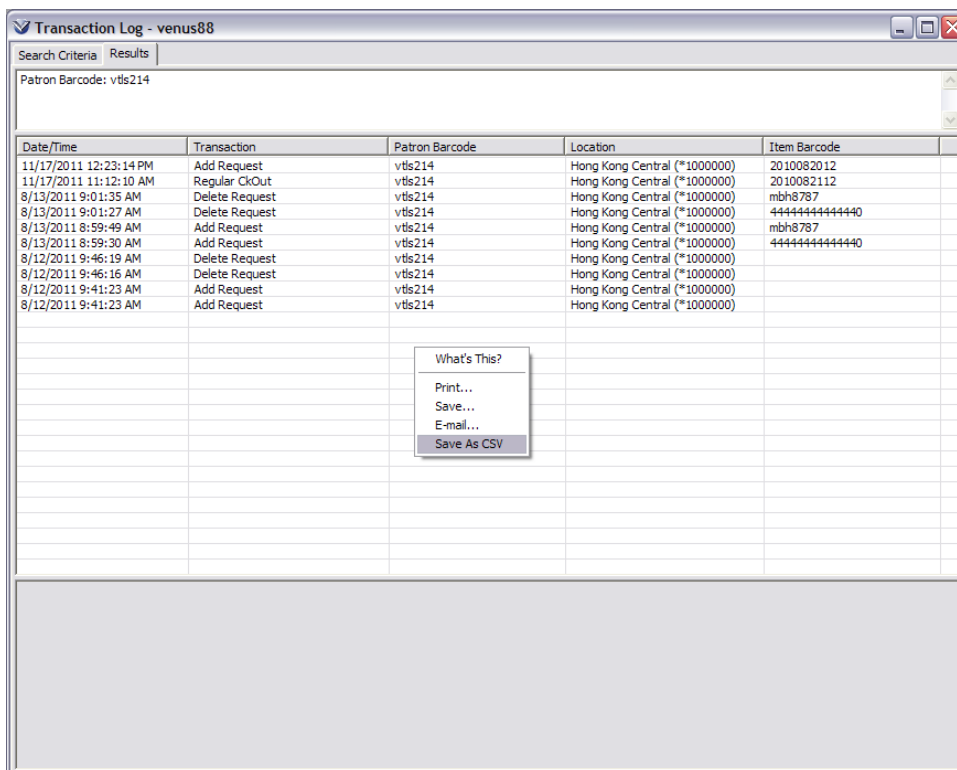 Transaction Log - venus88
Search Criteria Results
Patron Barcode: vtls214
Date/Time Transaction Patron Barcode Location Item Barcode
11/17/2011 12:23:14 PM Add Request vtls214 Hong Kong Central (*1000000) 2010082012
11/17/2011 11:12:10 AM Regular CkOut vtls214 Hong Kong Central (*1000000) 2010082112
8/13/2011 9:01:35 AM Delete Request vtls214 Hong Kong Central (*1000000) mbh8787
8/13/2011 9:01:27 AM Delete Request vtls214 Hong Kong Central (*1000000) 44444444444440
8/13/2011 8:59:49 AM Add Request vtls214 Hong Kong Central (*1000000) mbh8787
8/13/2011 8:59:30 AM Add Request vtls214 Hong Kong Central (*1000000) 44444444444440
8/12/2011 9:46:19 AM Delete Request vtls214 Hong Kong Central (*1000000)
8/12/2011 9:46:16 AM Delete Request vtls214 Hong Kong Central (*1000000)
8/12/2011 9:41:23 AM Add Request vtls214 Hong Kong Central (*1000000)
8/12/2011 9:41:23 AM Add Request vtls214 Hong Kong Central (*1000000)
What's This?
Print...
Save...
E-mail...
Save As CSV